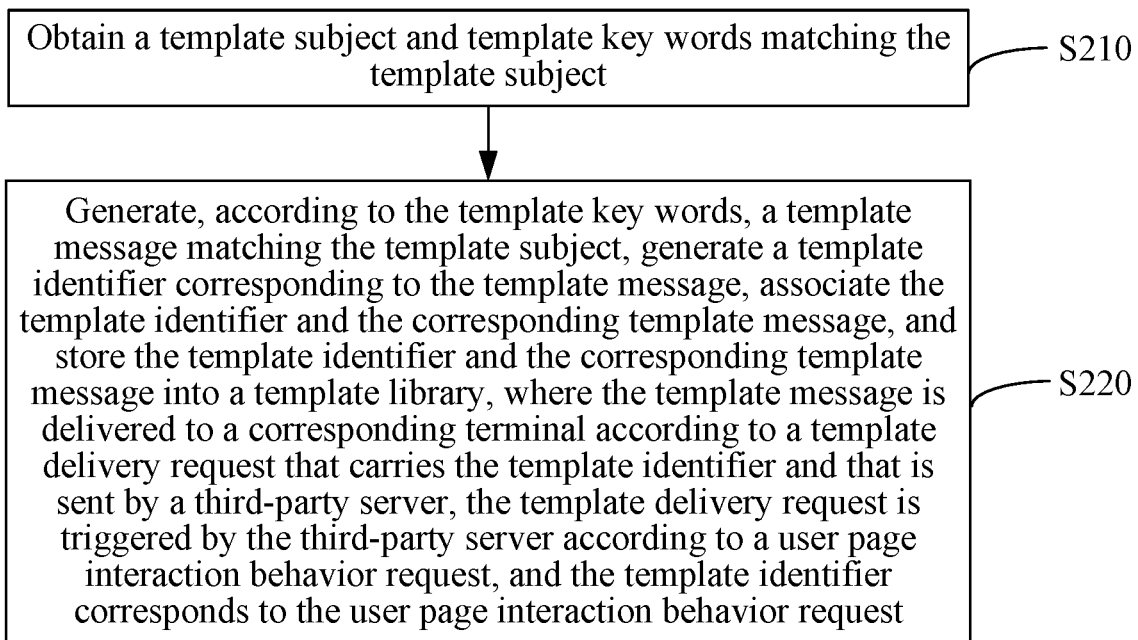 Obtain a template subject and template key words matching the
template subject
S210
Generate, according to the template key words, a template
message matching the template subject, generate a template
identifier corresponding to the template message, associate the
template identifier and the corresponding template message, and
store the template identifier and the corresponding template
message into a template library, where the template message is
delivered to a corresponding terminal according to a template
delivery request that carries the template identifier and that is
sent by a third-party server, the template delivery request is
triggered by the third-party server according to a user page
interaction behavior request, and the template identifier
corresponds to the user page interaction behavior request
S220